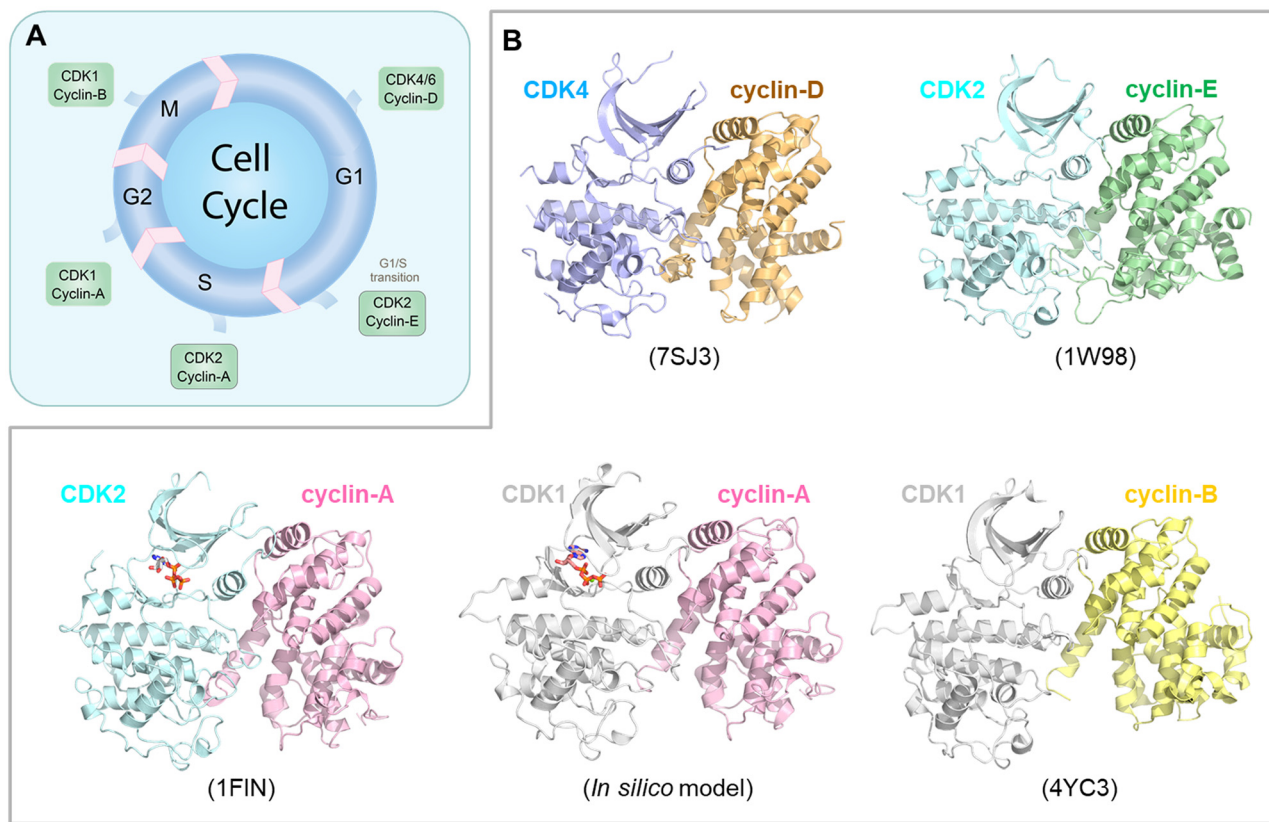 A
CDK1
Cyclin-B
CDK4/6
Cyclin-D
M
G1
G2
S
Cell
Cycle
CDK1
Cyclin-A
G1/S
transition
CDK2
Cyclin-E
CDK2
Cyclin-A
B
CDK4
cyclin-D
(7SJ3)
CDK2
cyclin-E
(1W98)
CDK2
cyclin-A
(1FIN)
CDK1
cyclin-A
(In silico model)
CDK1
cyclin-B
(4YC3)